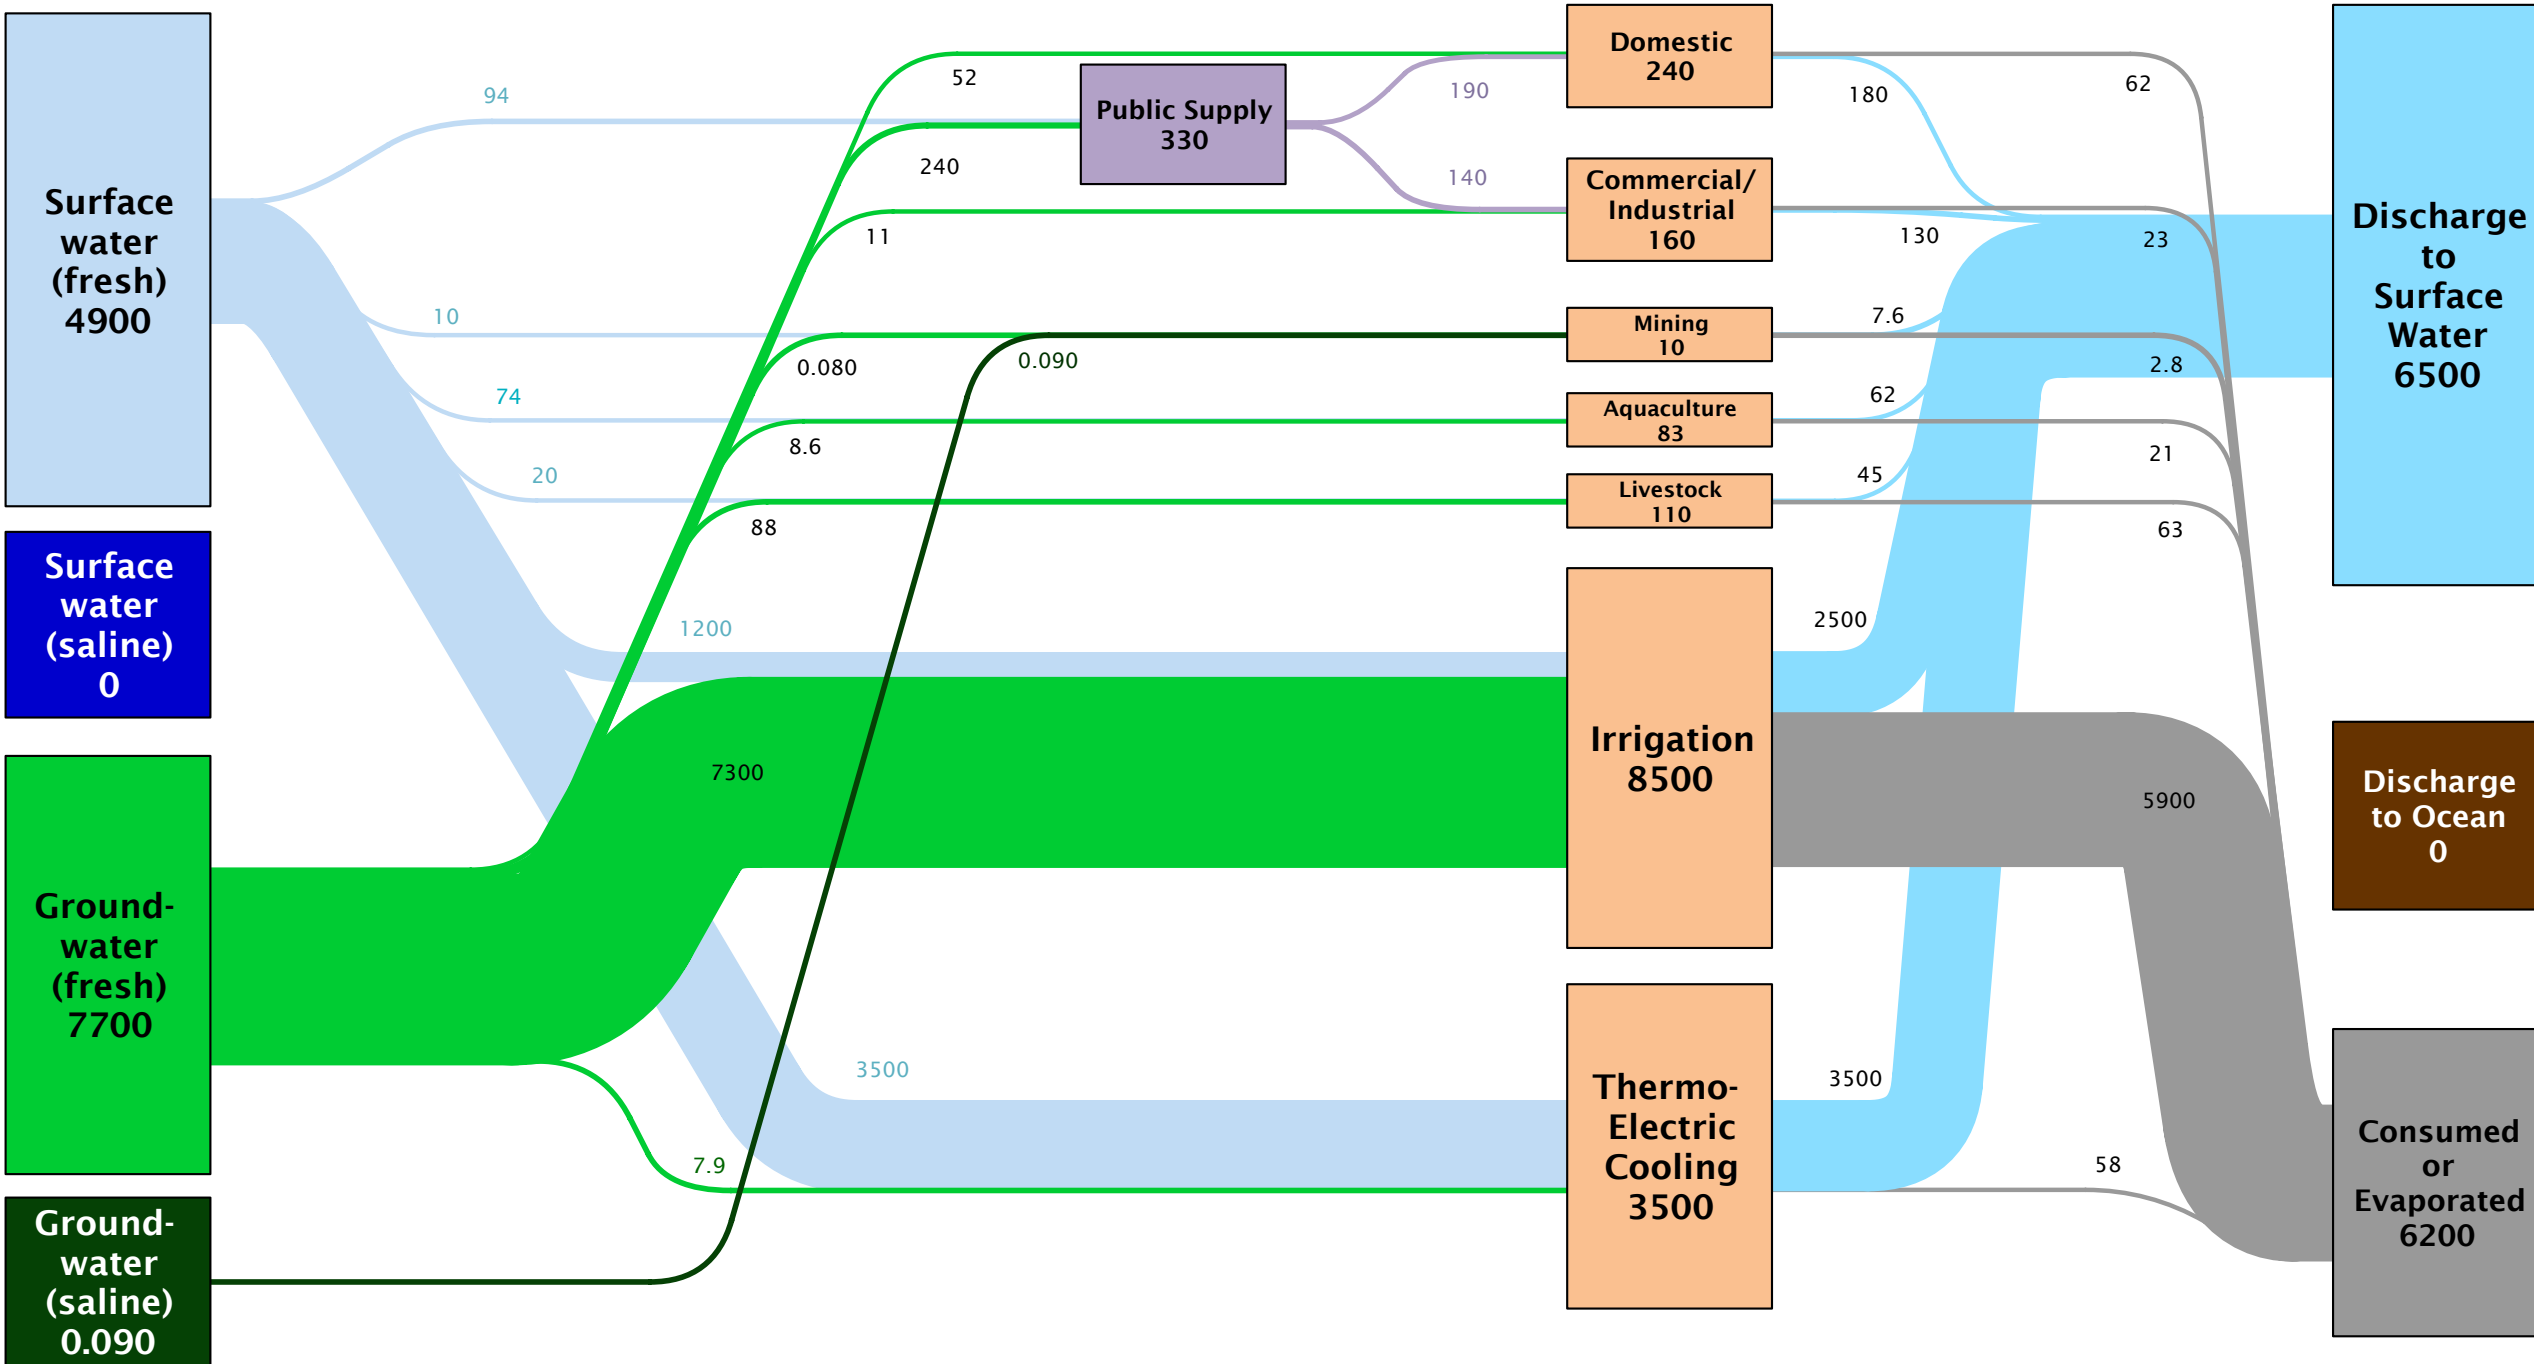 Surface
water
(fresh)
4900
Surface
water
(saline)
0
Ground-
water
(fresh)
7700
Ground-
water
(saline)
0.090
94
10
74
20
1200
3500
52
240
11
0.080
8.6
88
7300
7.9
0.090
Public Supply
330
190
140
Domestic
240
Commercial/
Industrial
160
Mining
10
Aquaculture
83
Livestock
110
Irrigation
8500
Thermo-
Electric
Cooling
3500
180
130
7.6
62
45
2500
3500
62
23
2.8
21
63
5900
58
Discharge
to
Surface
Water
6500
Discharge
to Ocean
0
Consumed
or
Evaporated
6200